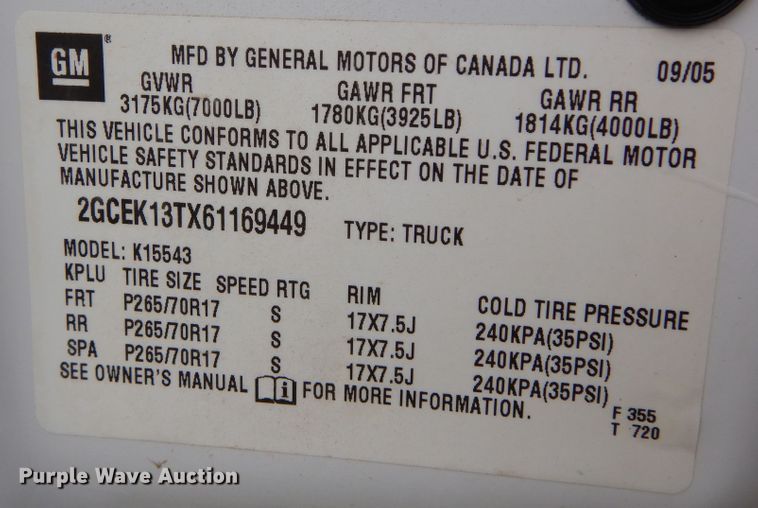 GM ®
MFD BY GENERAL MOTORS OF CANADA LTD. 09/05
GVWR GAWR FRT GAWR RR
3175KG(7000LB) 1780KG(3925LB) 1814KG(4000LB)
THIS VEHICLE CONFORMS TO ALL APPLICABLE U.S. FEDERAL MOTOR
VEHICLE SAFETY STANDARDS IN EFFECT ON THE DATE OF
MANUFACTURE SHOWN ABOVE.
2GCEK13TX61169449 TYPE: TRUCK
MODEL: K15543
KPLU TIRE SIZE SPEED RTG RIM COLD TIRE PRESSURE
FRT P265/70R17 S 17X7.5J 240KPA(35PSI)
RR P265/70R17 S 17X7.5J 240KPA(35PSI)
SPA P265/70R17 S 17X7.5J 240KPA(35PSI)
SEE OWNER'S MANUAL i FOR MORE INFORMATION.
F 355
T 720
Purple Wave Auction